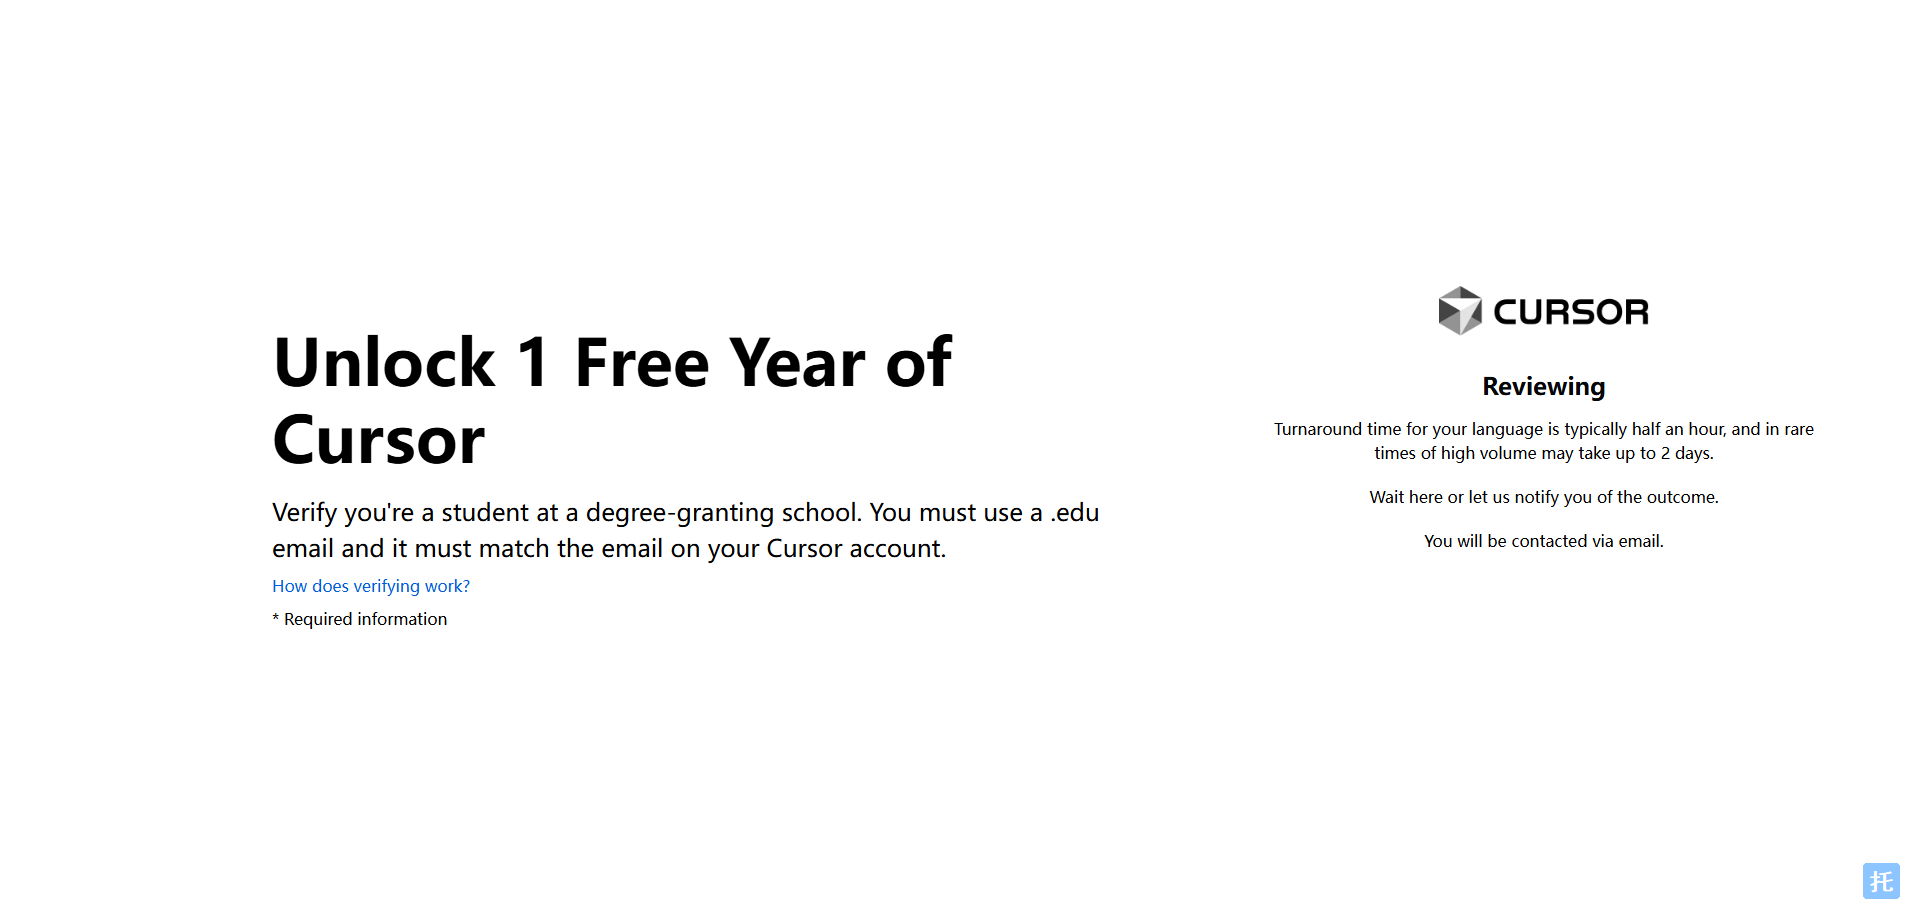 Unlock 1 Free Year of
Cursor
Verify you're a student at a degree-granting school. You must use a .edu
email and it must match the email on your Cursor account.
How does verifying work?
* Required information
CURSOR
Reviewing
Turnaround time for your language is typically half an hour, and in rare
times of high volume may take up to 2 days.
Wait here or let us notify you of the outcome.
You will be contacted via email.
托